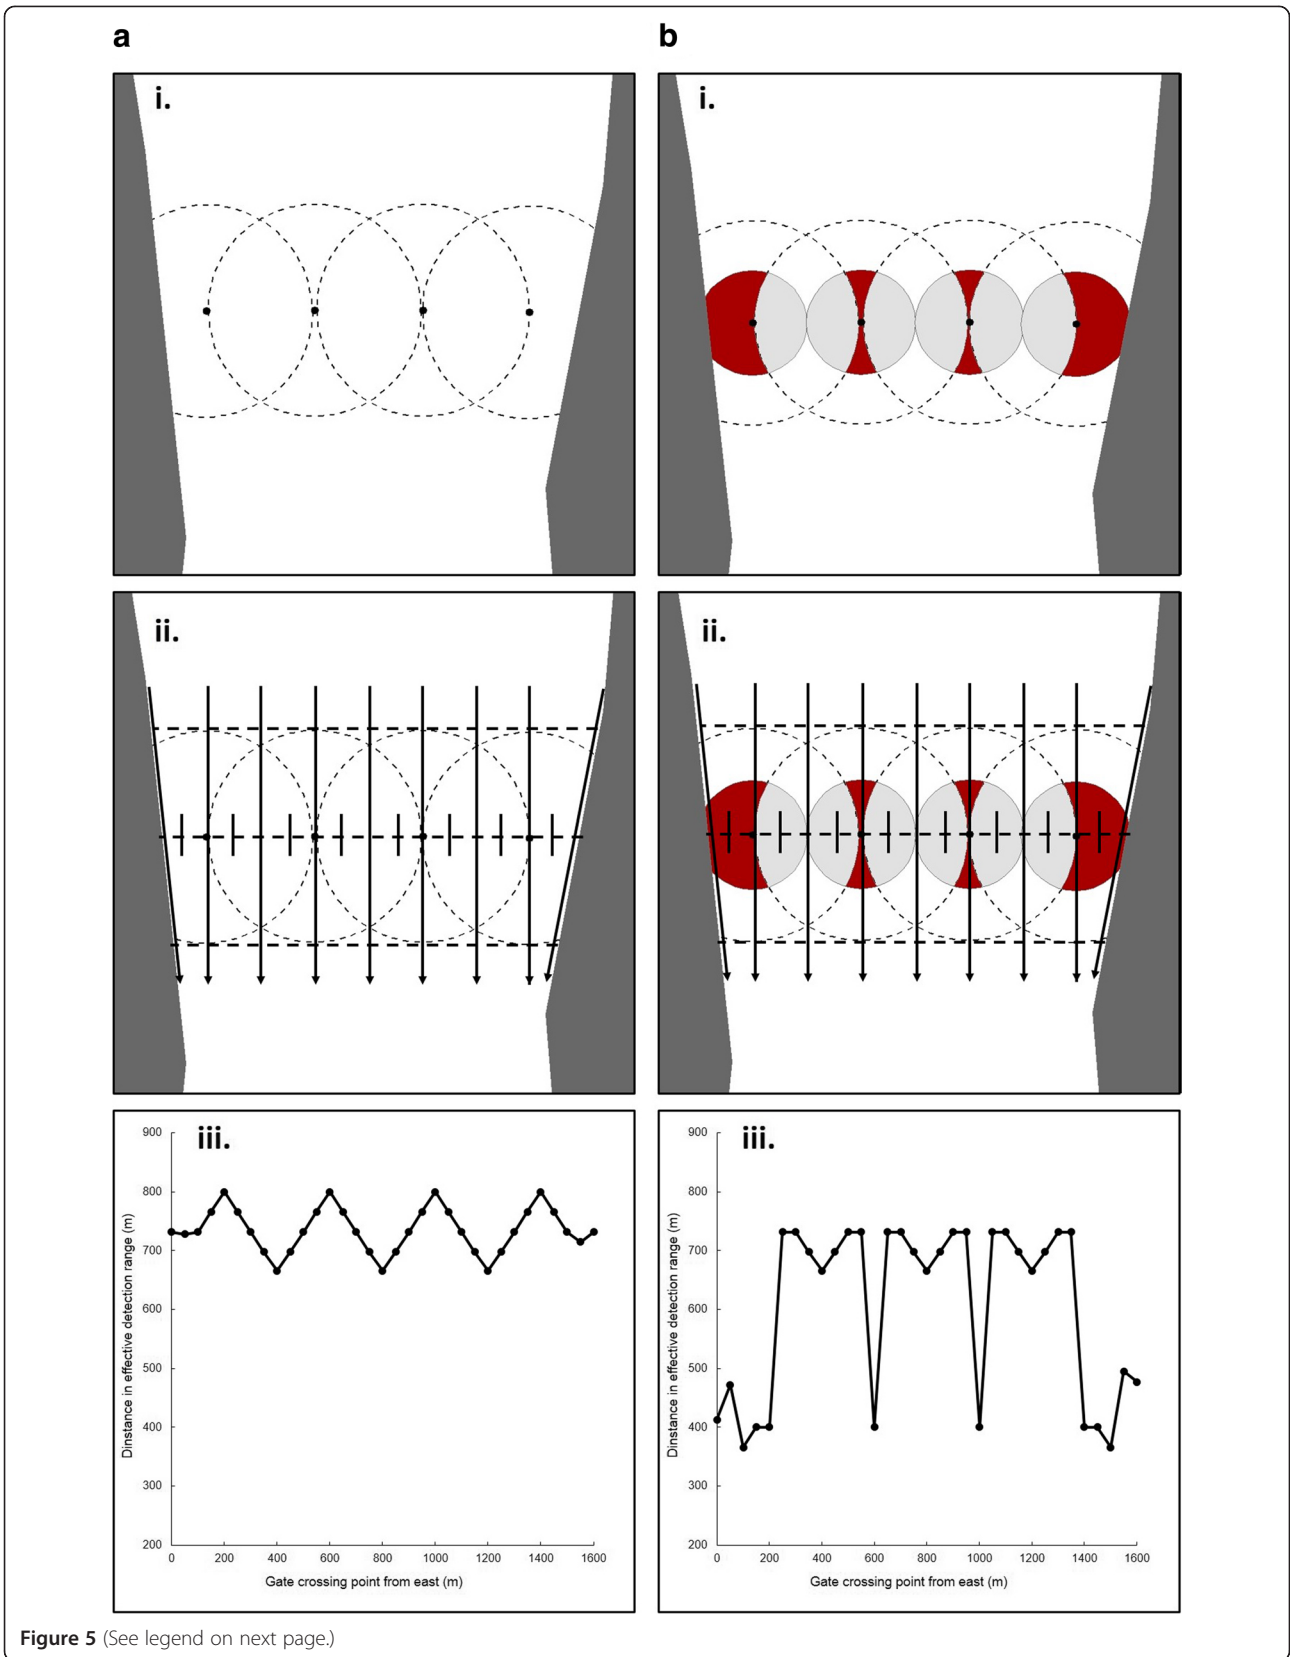 a
b
i.
i.
ii.
ii.
iii.
900
800
700
600
500
400
300
200
Dinstance in effective detection range (m)
0 200 400 600 800 1000 1200 1400 1600
Gate crossing point from east (m)
iii.
900
800
700
600
500
400
300
200
Dinstance in effective detection range (m)
0 200 400 600 800 1000 1200 1400 1600
Gate crossing point from east (m)
Figure 5 (See legend on next page.)